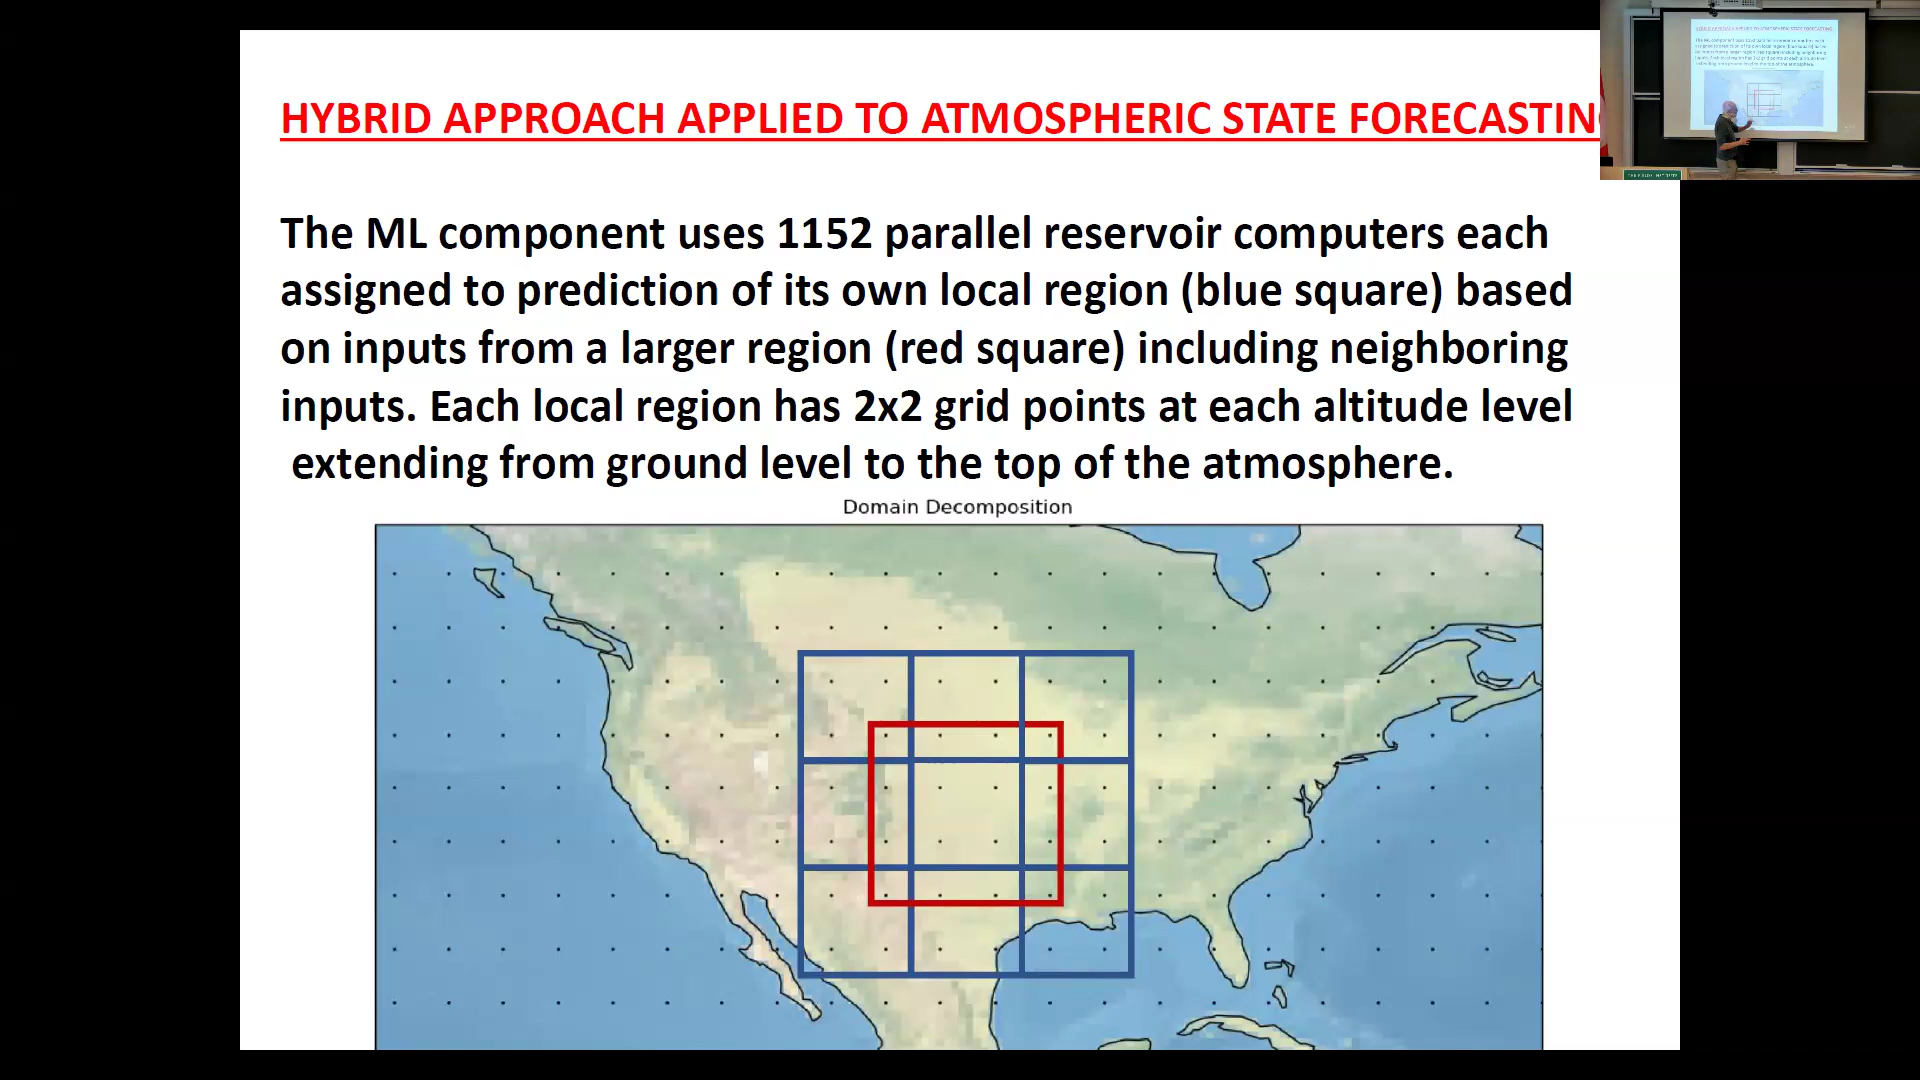 HYBRID APPROACH APPLIED TO ATMOSPHERIC STATE FORECASTIN
The ML component uses 1152 parallel reservoir computers each
assigned to prediction of its own local region (blue square) based
on inputs from a larger region (red square) including neighboring
inputs. Each local region has 2x2 grid points at each altitude level
extending from ground level to the top of the atmosphere.
Domain Decomposition